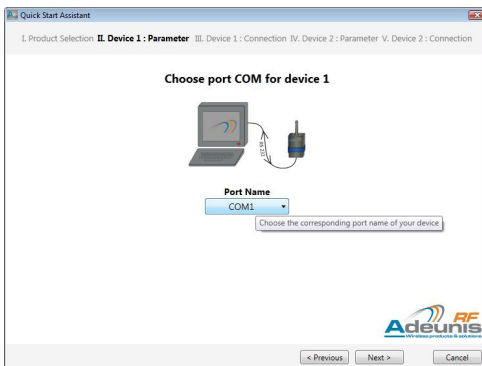 Quick Start Assistant
I. Product Selection II. Device 1 : Parameter III. Device 1 : Connection IV. Device 2 : Parameter V. Device 2 : Connection
Choose port COM for device 1
RS 232
Port Name
COM1
Choose the corresponding port name of your device
Adeunis RF
Wireless products & solutions
< Previous Next > Cancel